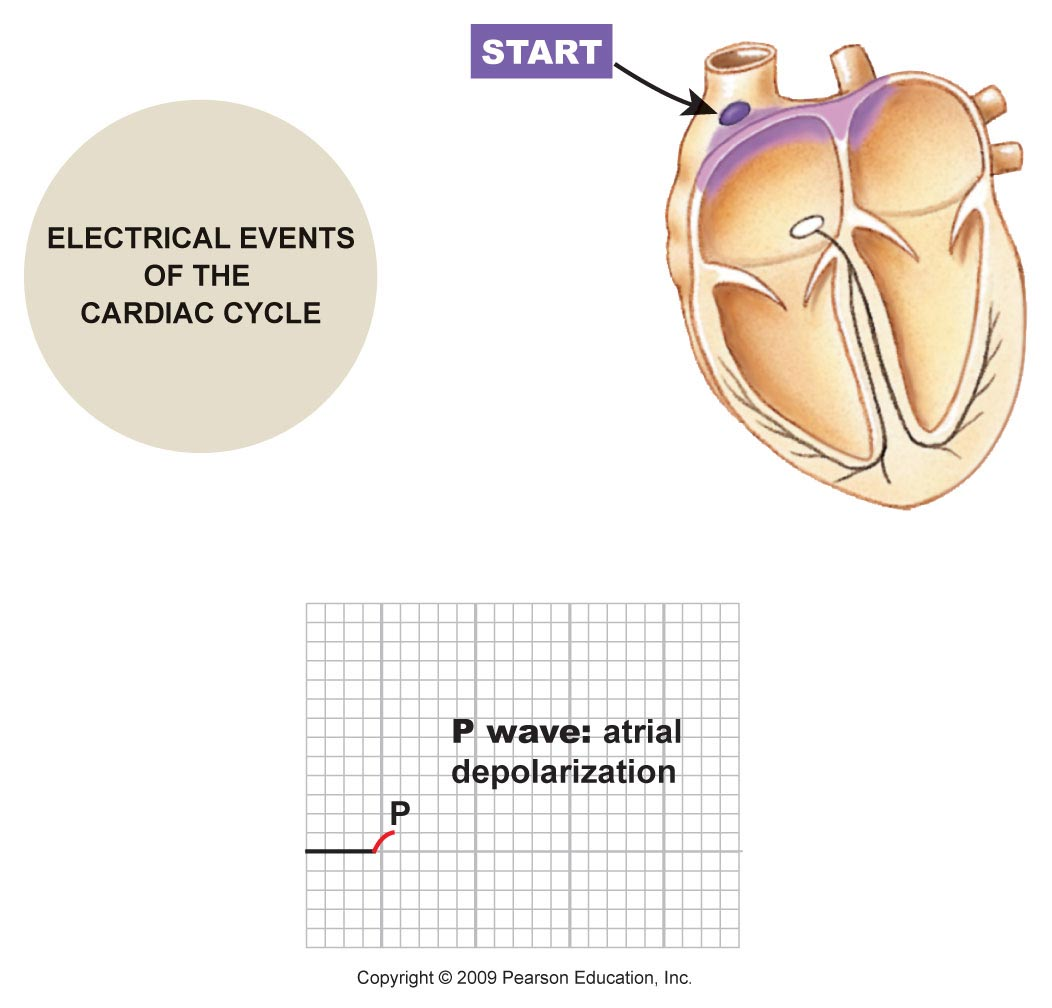 START
ELECTRICAL EVENTS
OF THE
CARDIAC CYCLE
P wave: atrial
depolarization
P
Copyright © 2009 Pearson Education, Inc.